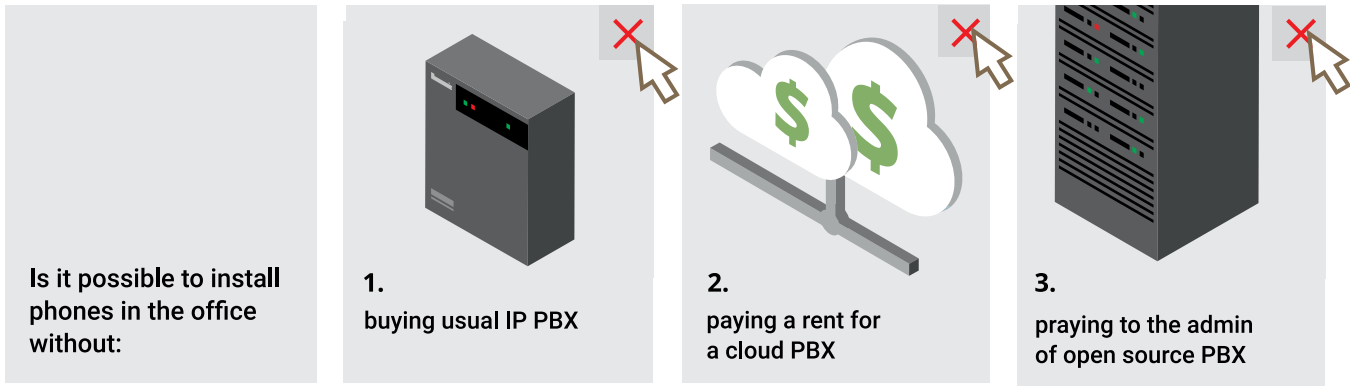 Is it possible to install
phones in the office
without:
1.
buying usual IP PBX
2.
paying a rent for
a cloud PBX
3.
praying to the admin
of open source PBX
$
$